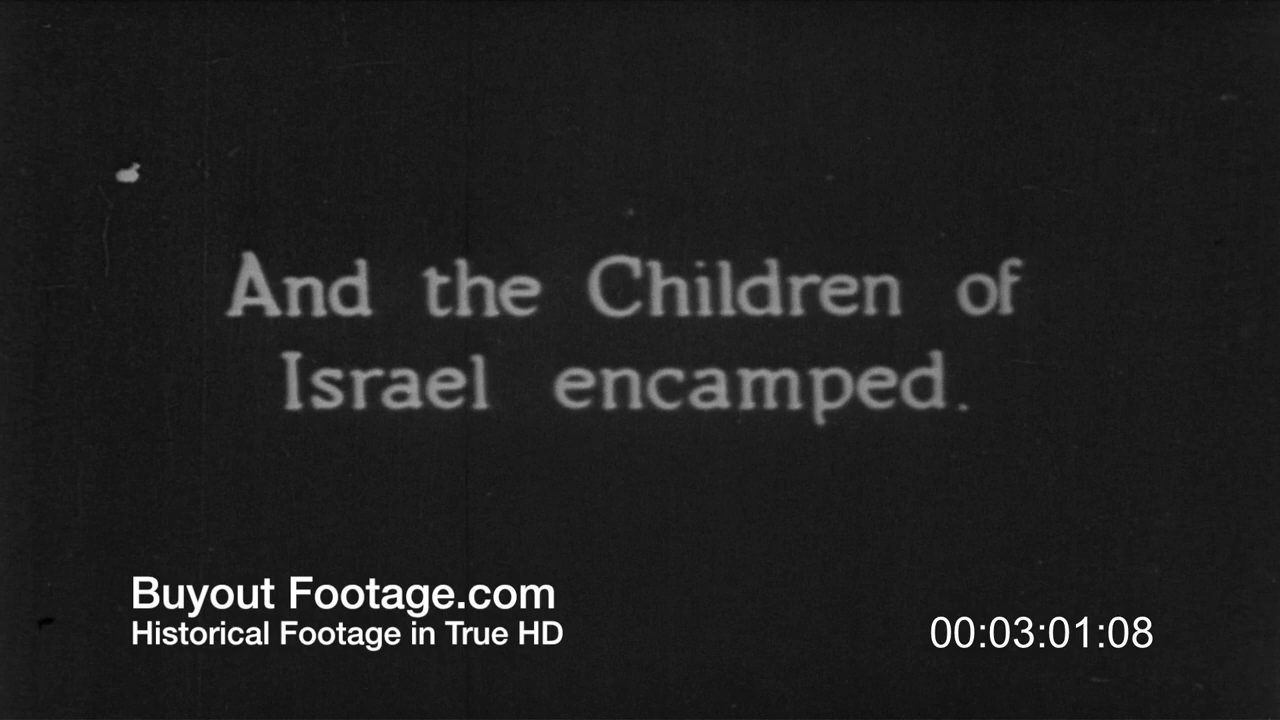 And the Children of
Israel encamped.
Buyout Footage.com
Historical Footage in True HD
00:03:01:08